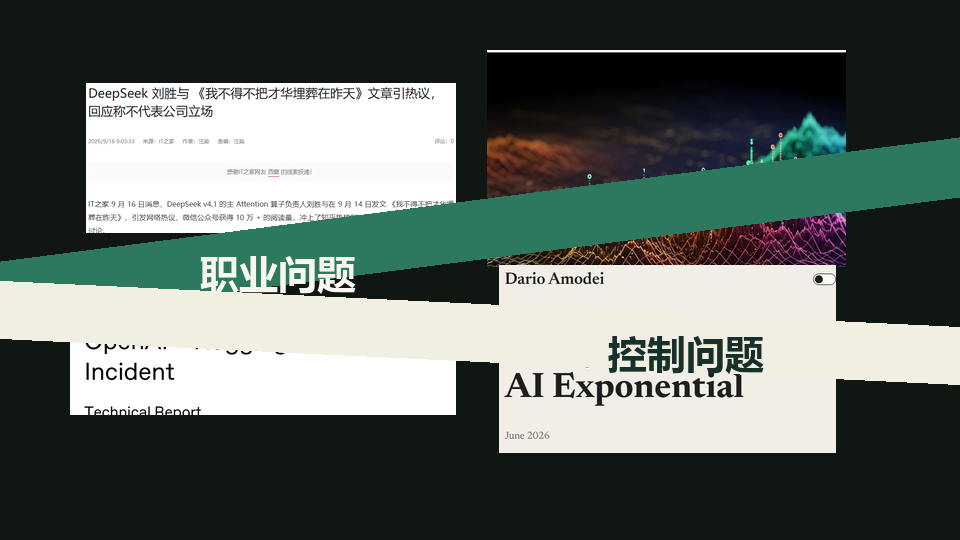 DeepSeek 刘胜与 《我不得不把才华埋葬在昨天》文章引热议，
回应称不代表公司立场
2026/9/16 9:03:33 来源：IT之家 作者：汪淼 责编：汪淼 评论：0
感谢IT之家网友 西窗 的线索投递！
IT之家 9 月 16 日消息，DeepSeek v4.1 的主 Attention 算子负责人刘胜与在 9 月 14 日发文 《我不得不把才华埋
葬在昨天》，引发网络热议，微信公众号获得 10 万 + 的阅读量，冲上了知乎热
讨论。
职业问题
Incident
Technical Report
Dario Amodei
控制问题
AI Exponential
June 2026